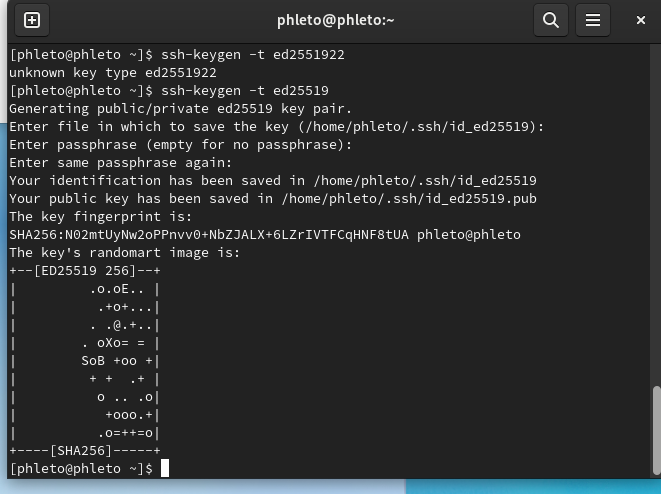 phleto@phleto:~
[phleto@phleto ~]$ ssh-keygen -t ed2551922
unknown key type ed2551922
[phleto@phleto ~]$ ssh-keygen -t ed25519
Generating public/private ed25519 key pair.
Enter file in which to save the key (/home/phleto/.ssh/id_ed25519):
Enter passphrase (empty for no passphrase):
Enter same passphrase again:
Your identification has been saved in /home/phleto/.ssh/id_ed25519
Your public key has been saved in /home/phleto/.ssh/id_ed25519.pub
The key fingerprint is:
SHA256:N02mtUyNw2oPPnvv0+NbZJALX+6LZrIVTFCqHNF8tUA phleto@phleto
The key's randomart image is:
+--[ED25519 256]--+
|         .o.oE.. |
|          .+o+...|
|         . .@.+..|
|        . oXo= = |
|        SoB +oo +|
|         + +  .+ |
|          o .. .o|
|           +ooo.+|
|          .o=++=o|
+----[SHA256]-----+
[phleto@phleto ~]$